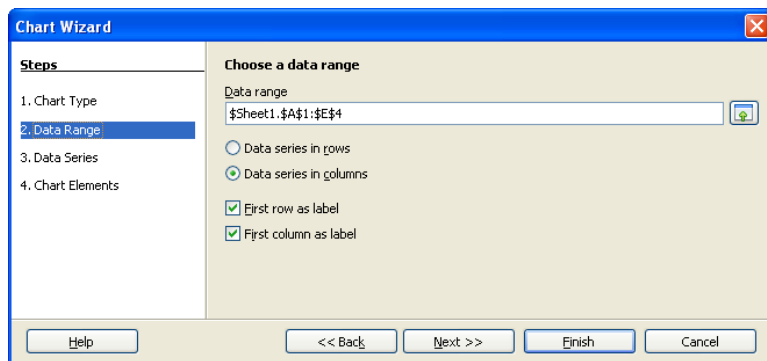 Chart Wizard
Steps
1. Chart Type
2. Data Range
3. Data Series
4. Chart Elements
Choose a data range
Data range
$Sheet1.$A$1:$E$4
Data series in rows
Data series in columns
First row as label
First column as label
Help
<< Back
Next >>
Finish
Cancel